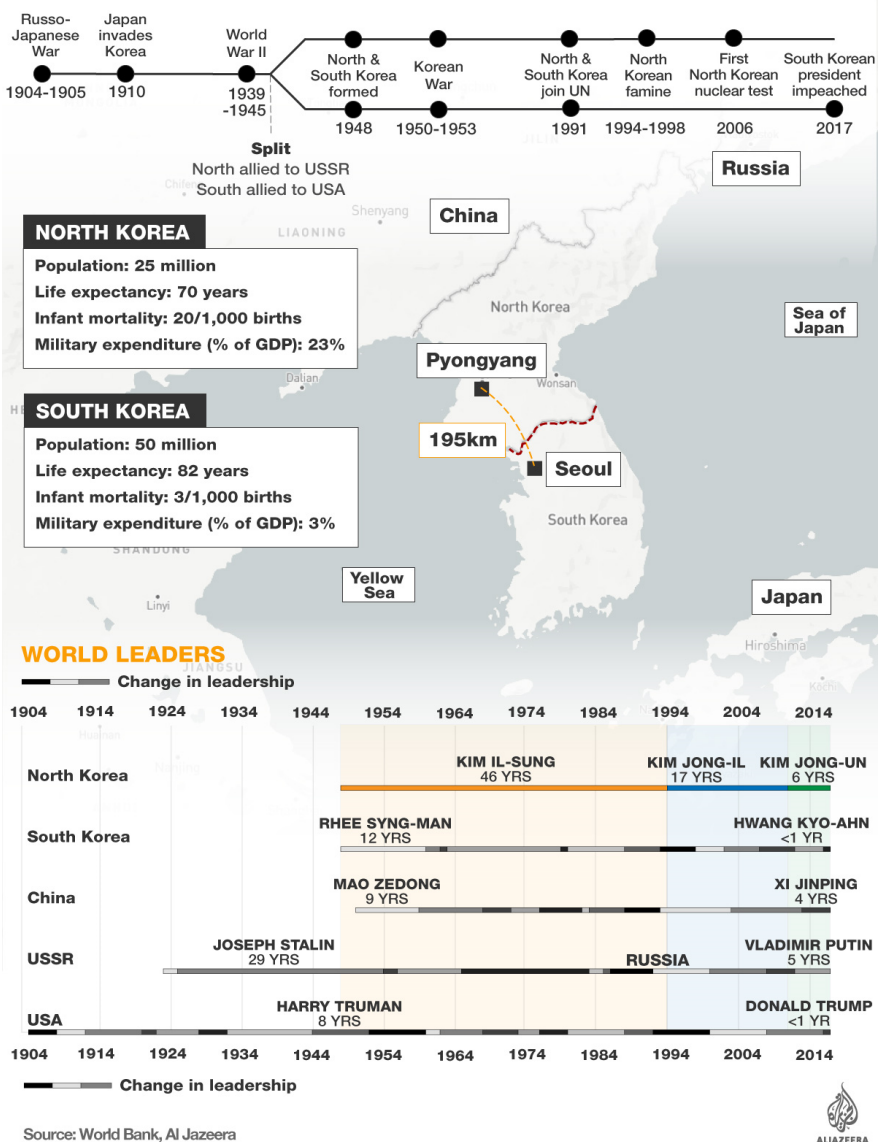 Russo-
Japanese
War
1904-1905
Japan
invades
Korea
1910
World
War II
1939
-1945
Split
North allied to USSR
South allied to USA
North &
South Korea
formed
1948
Korean
War
1950-1953
North &
South Korea
join UN
1991
North
Korean
famine
1994-1998
First
North Korean
nuclear test
2006
South Korean
president
impeached
2017
JILIN
Russia
China
Shenyang
LIAONING
NORTH KOREA
Population: 25 million
Life expectancy: 70 years
Infant mortality: 20/1,000 births
Military expenditure (% of GDP): 23%
North Korea
Sea of
Japan
Pyongyang
Wonsan
Dalian
195km
Seoul
SOUTH KOREA
Population: 50 million
Life expectancy: 82 years
Infant mortality: 3/1,000 births
Military expenditure (% of GDP): 3%
South Korea
SHANDONG
Yellow
Sea
Linyi
Japan
Hiroshima
Kochi
JIANGSU
WORLD LEADERS
Change in leadership
1904 1914 1924 1934 1944 1954 1964 1974 1984 1994 2004 2014
North Korea
KIM IL-SUNG
46 YRS
KIM JONG-IL
17 YRS
KIM JONG-UN
6 YRS
South Korea
RHEE SYNG-MAN
12 YRS
HWANG KYO-AHN
<1 YR
China
MAO ZEDONG
9 YRS
XI JINPING
4 YRS
USSR
JOSEPH STALIN
29 YRS
RUSSIA
VLADIMIR PUTIN
5 YRS
USA
HARRY TRUMAN
8 YRS
DONALD TRUMP
<1 YR
1904 1914 1924 1934 1944 1954 1964 1974 1984 1994 2004 2014
Change in leadership
Source: World Bank, Al Jazeera
ALJAZEERA